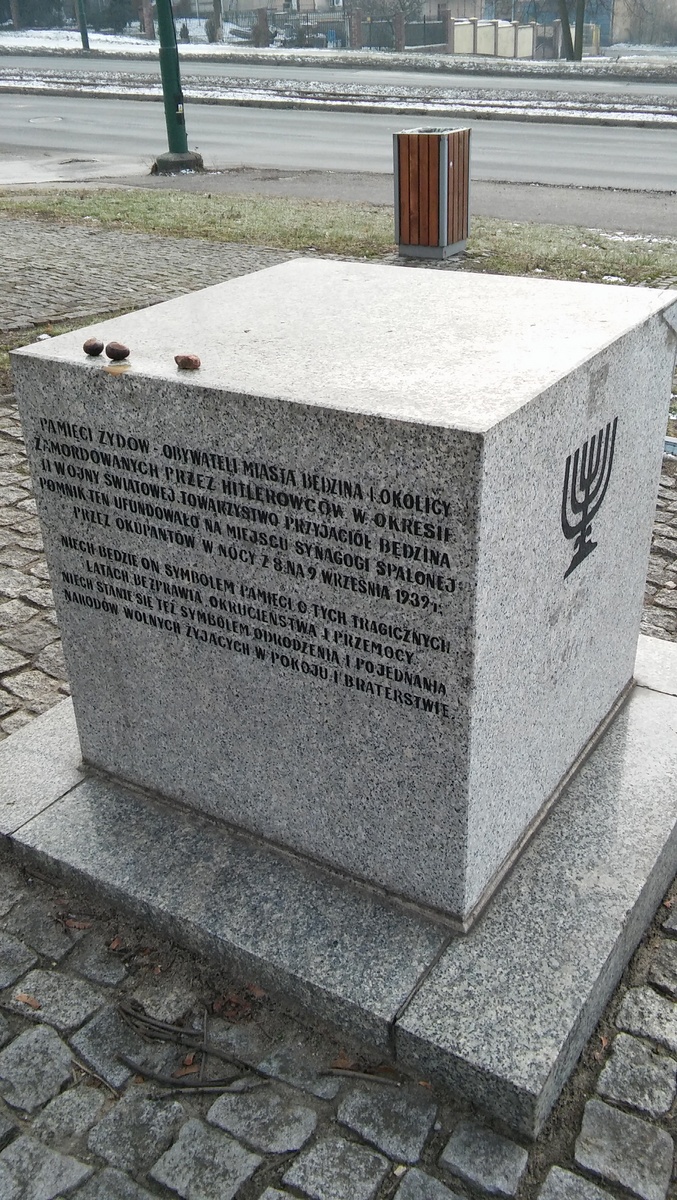 PAMIĘCI ŻYDÓW - OBYWATELI MIASTA BĘDZINA I OKOLICY
ZAMORDOWANYCH PRZEZ HITLEROWCÓW W OKRESIE
II WOJNY ŚWIATOWEJ. TOWARZYSTWO PRZYJACIÓŁ BĘDZINA
POMNIK TEN UFUNDOWAŁO NA MIEJSCU SYNAGOGI SPALONEJ
PRZEZ OKUPANTÓW W NOCY Z 8 NA 9 WRZEŚNIA 1939 r.
NIECH BĘDZIE ON SYMBOLEM PAMIĘCI O TYCH TRAGICZNYCH
LATACH BEZPRAWIA OKRUCIEŃSTWA I PRZEMOCY
NIECH STANIE SIĘ TEŻ SYMBOLEM ODRODZENIA I POJEDNANIA
NARODÓW WOLNYCH ŻYJĄCYCH W POKOJU I BRATERSTWIE.